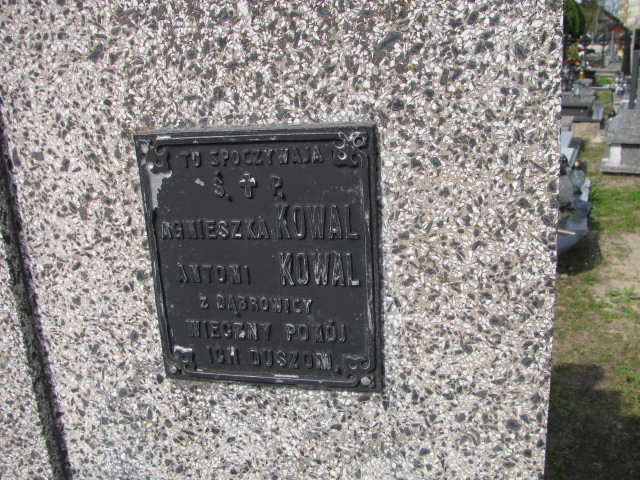 TU SPOCZYWAJĄ
Ś. ✝ P.
AGNIESZKA KOWAL
ANTONI KOWAL
Z DĄBROWICY
WIECZNY POKÓJ
ICH DUSZOM.